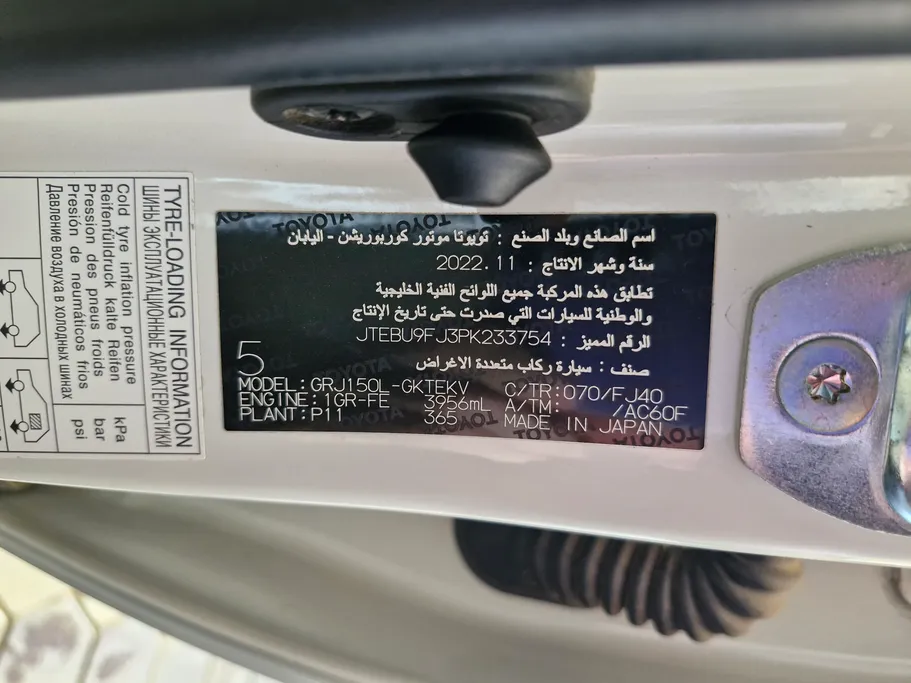 اسم الصانع وبلد الصنع : تويوتا موتور كوربوريشن - اليابان
سنة وشهر الانتاج : 2022.11
تطابق هذه المركبة جميع اللوائح الفنية الخليجية
والوطنية للسيارات التي صدرت حتى تاريخ الإنتاج
الرقم المميز : JTEBU9FJ3PK233754
صنف : سيارة ركاب متعددة الاغراض
5
MODEL:GRJ150L-GKTEKV C/TR:070/FJ40
ENGINE:1GR-FE 3956mL A/TM: /AC60F
PLANT:P11 365 MADE IN JAPAN
TOYOTA
TYRE-LOADING INFORMATION
ШИНЫ ЭКСПЛУАТАЦИОННЫЕ ХАРАКТЕРИСТИКИ
Cold tyre inflation pressure kPa
Reifenfülldruck kalte Reifen bar
Pression des pneus froids psi
Presión de neumáticos fríos
Давление воздуха в холодных шинах